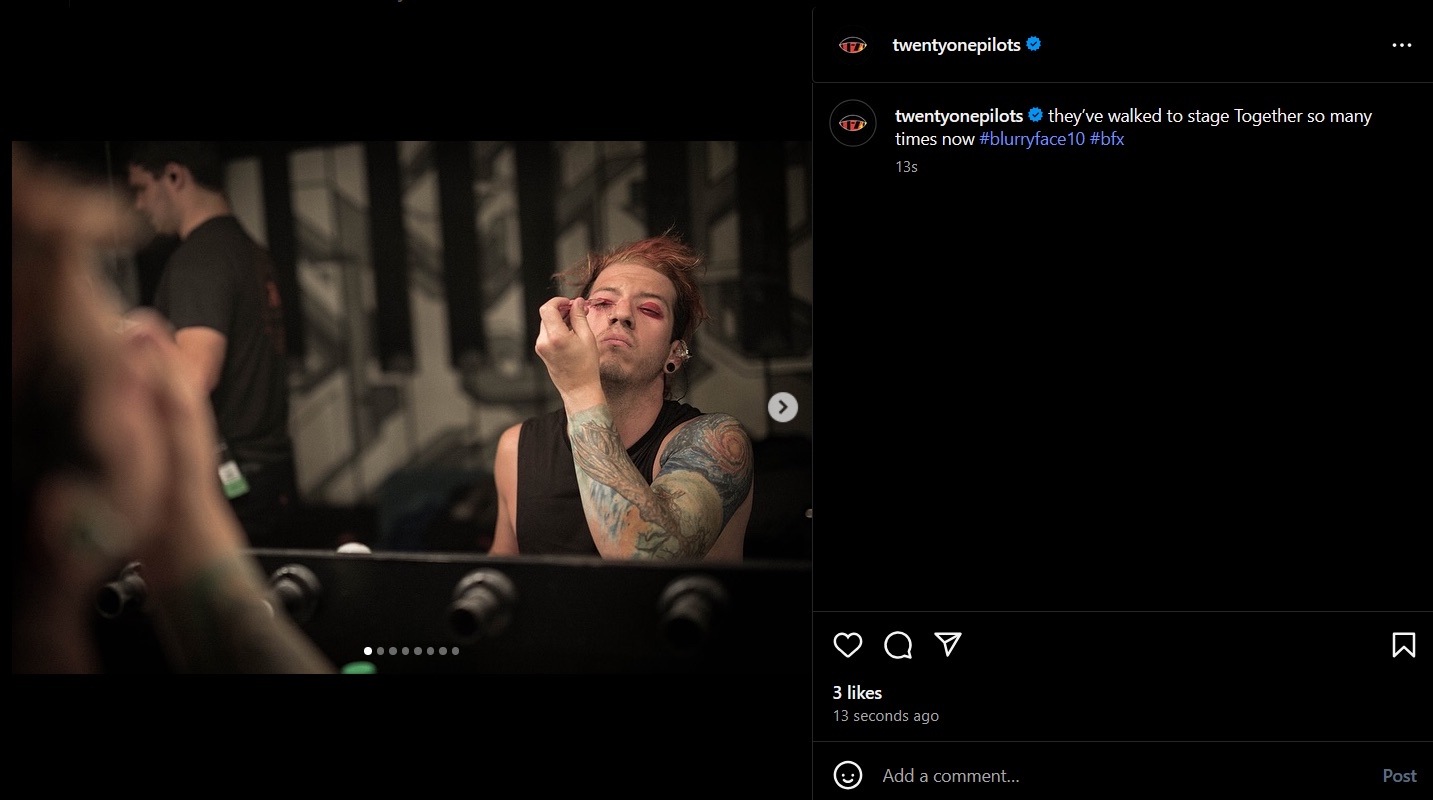 twentyonepilots
twentyonepilots they’ve walked to stage Together so many
times now #blurryface10 #bfx
13s
3 likes
13 seconds ago
Add a comment...
Post